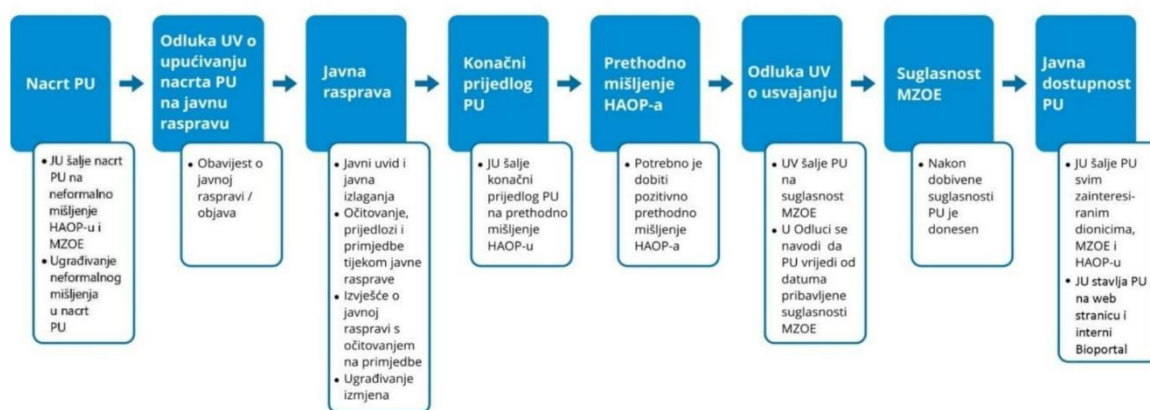 Nacrt PU
• JU šalje nacrt
PU na
neformalno
mišljenje
HAOP-u i
MZOE
• Ugrađivanje
neformalnog
mišljenja
u nacrt
PU
Odluka UV o
upućivanju
nacrta PU
na javnu
raspravu
• Obavijest o
javnoj
raspravi /
objava
Javna
rasprava
• Javni uvid i
javna
izlaganja
• Očitovanje,
prijedlozi i
primjedbe
tijekom javne
rasprave
• Izvješće o
javnoj
raspravi s
očitovanjem
na primjedbe
• Ugrađivanje
izmjena
Konačni
prijedlog
PU
• JU šalje
konačni
prijedlog PU
na prethodno
mišljenje
HAOP-u
Prethodno
mišljenje
HAOP-a
• Potrebno je
dobiti
pozitivno
prethodno
mišljenje
HAOP-a
Odluka UV
o usvajanju
• UV šalje PU
na
suglasnost
MZOE
• U Odluci se
navodi da
PU vrijedi od
datuma
pribavljene
suglasnosti
MZOE
Suglasnost
MZOE
• Nakon
dobivene
suglasnosti
PU je
donesen
Javna
dostupnost
PU
• JU šalje PU
svim
zainteresi-
ranim
dionicima,
MZOE i
HAOP-u
• JU stavlja PU
na web
stranicu i
interni
Bioportal